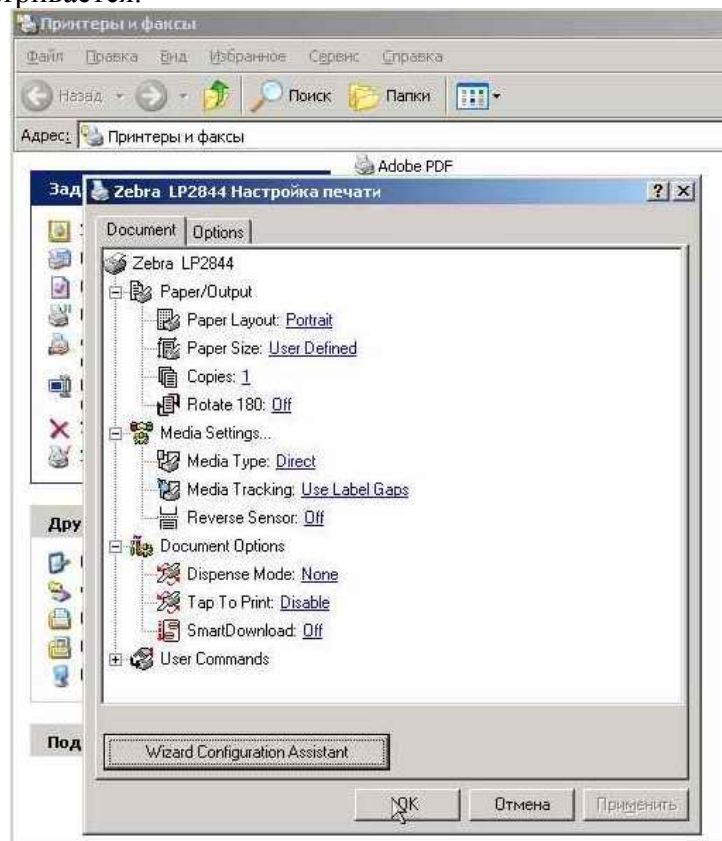 Принтеры и факсы
Файл Правка Вид Избранное Сервис Справка
Назад Поиск Папки
Адрес: Принтеры и факсы
Adobe PDF
Зад
Zebra LP2844 Настройка печати
Document Options
Zebra LP2844
Paper/Output
Paper Layout: Portrait
Paper Size: User Defined
Copies: 1
Rotate 180: Off
Media Settings...
Media Type: Direct
Media Tracking: Use Label Gaps
Reverse Sensor: Off
Дру
Document Options
Dispense Mode: None
Tap To Print: Disable
SmartDownload: Off
User Commands
Под
Wizard Configuration Assistant
OK Отмена Применить